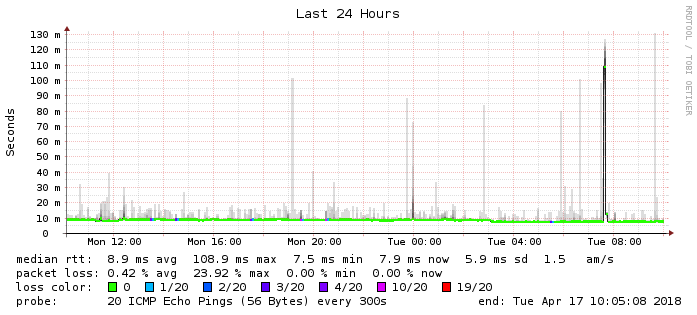 Last 24 Hours
RRDTOOL / TOBI OETIKER
Seconds
130 m
120 m
110 m
100 m
90 m
80 m
70 m
60 m
50 m
40 m
30 m
20 m
10 m
0
Mon 12:00 Mon 16:00 Mon 20:00 Tue 00:00 Tue 04:00 Tue 08:00
median rtt: 8.9 ms avg 108.9 ms max 7.5 ms min 7.9 ms now 5.9 ms sd 1.5 am/s
packet loss: 0.42 % avg 23.92 % max 0.00 % min 0.00 % now
loss color: 0 1/20 2/20 3/20 4/20 10/20 19/20
probe: 20 ICMP Echo Pings (56 Bytes) every 300s end: Tue Apr 17 10:05:08 2018